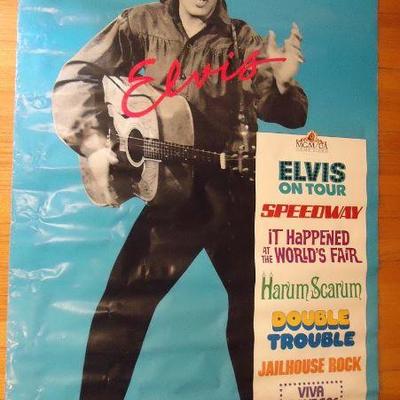 Elvis
MGM/UA
ELVIS
ON TOUR
SPEEDWAY
iT HaPPENED
AT THE WORLD'S FAiR
Harum Scarum
DOUBLE
TROUBLE
JAILHOUSE ROCK
VIVA